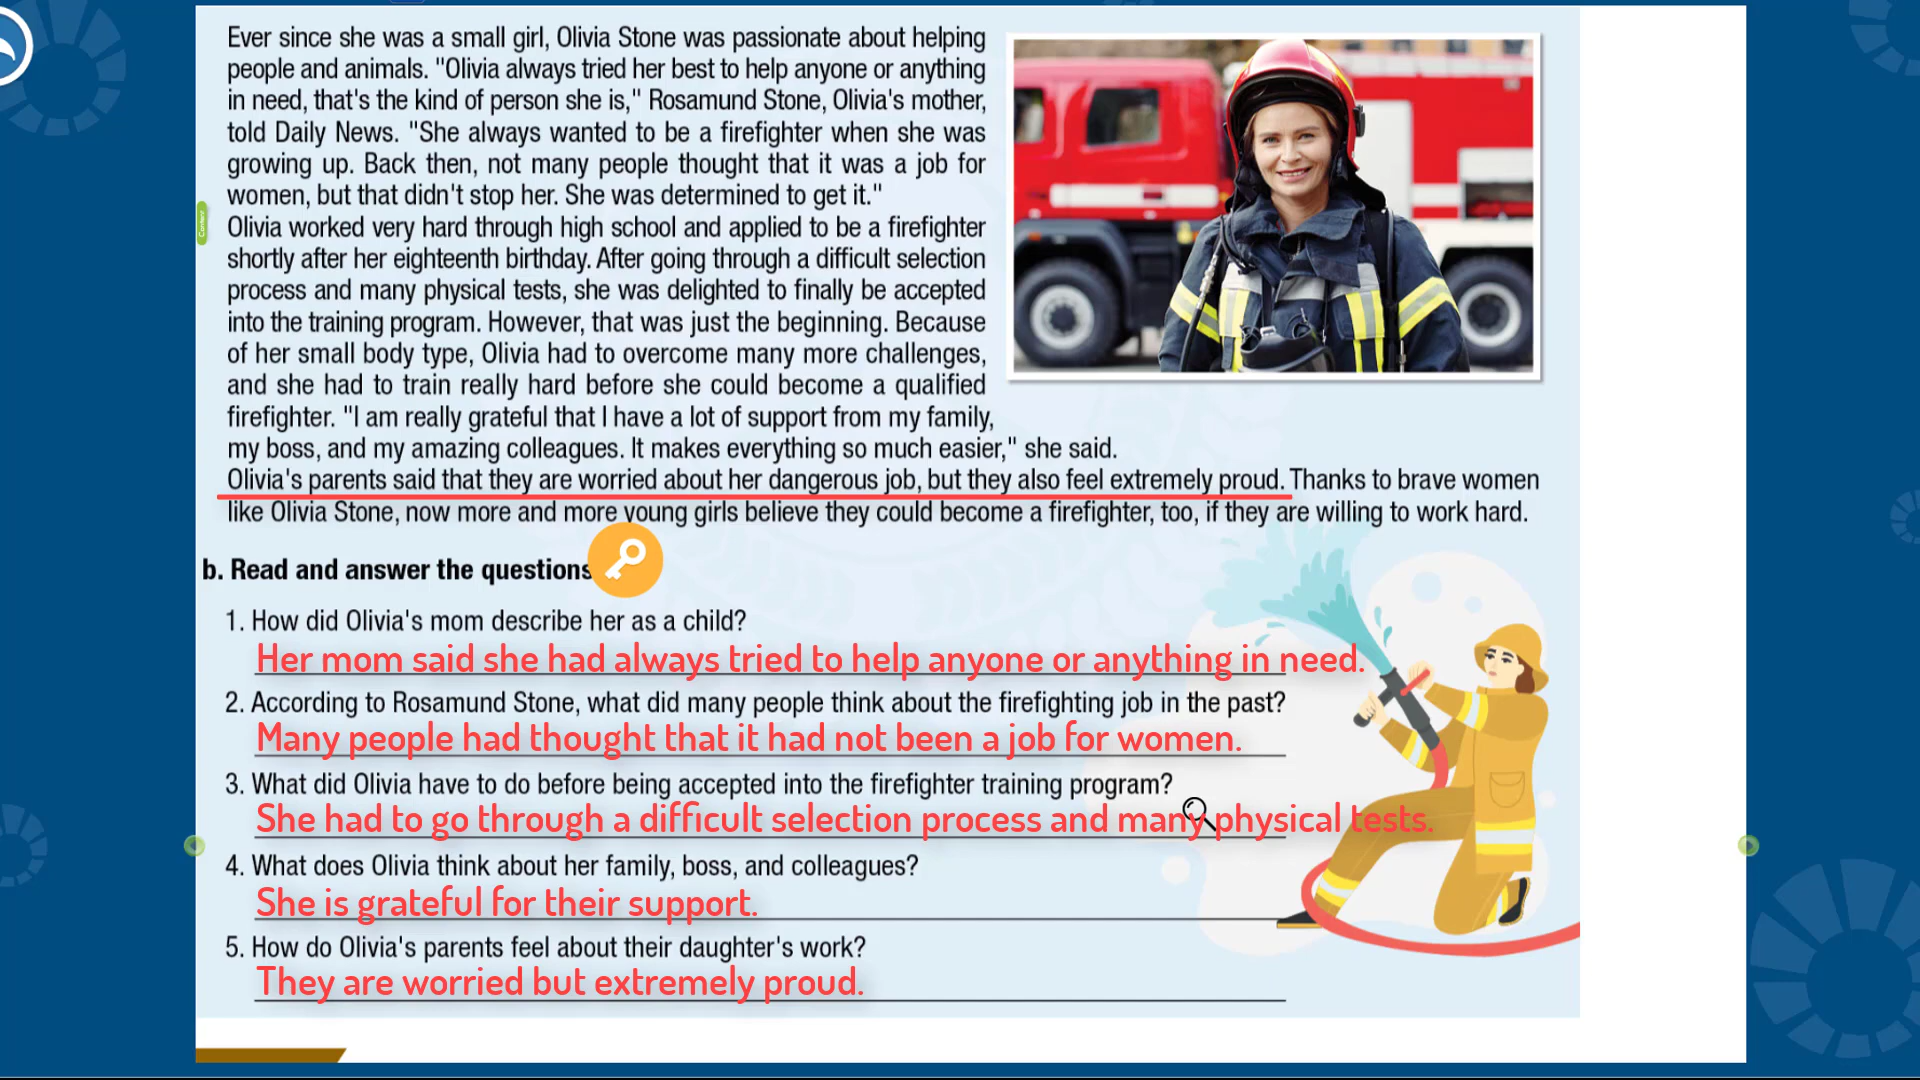 Ever since she was a small girl, Olivia Stone was passionate about helping
people and animals. "Olivia always tried her best to help anyone or anything
in need, that's the kind of person she is," Rosamund Stone, Olivia's mother,
told Daily News. "She always wanted to be a firefighter when she was
growing up. Back then, not many people thought that it was a job for
women, but that didn't stop her. She was determined to get it."
Content
Olivia worked very hard through high school and applied to be a firefighter
shortly after her eighteenth birthday. After going through a difficult selection
process and many physical tests, she was delighted to finally be accepted
into the training program. However, that was just the beginning. Because
of her small body type, Olivia had to overcome many more challenges,
and she had to train really hard before she could become a qualified
firefighter. "I am really grateful that I have a lot of support from my family,
my boss, and my amazing colleagues. It makes everything so much easier," she said.
Olivia's parents said that they are worried about her dangerous job, but they also feel extremely proud. Thanks to brave women
like Olivia Stone, now more and more young girls believe they could become a firefighter, too, if they are willing to work hard.
b. Read and answer the questions
1. How did Olivia's mom describe her as a child?
Her mom said she had always tried to help anyone or anything in need.
2. According to Rosamund Stone, what did many people think about the firefighting job in the past?
Many people had thought that it had not been a job for women.
3. What did Olivia have to do before being accepted into the firefighter training program?
She had to go through a difficult selection process and many physical tests.
4. What does Olivia think about her family, boss, and colleagues?
She is grateful for their support.
5. How do Olivia's parents feel about their daughter's work?
They are worried but extremely proud.